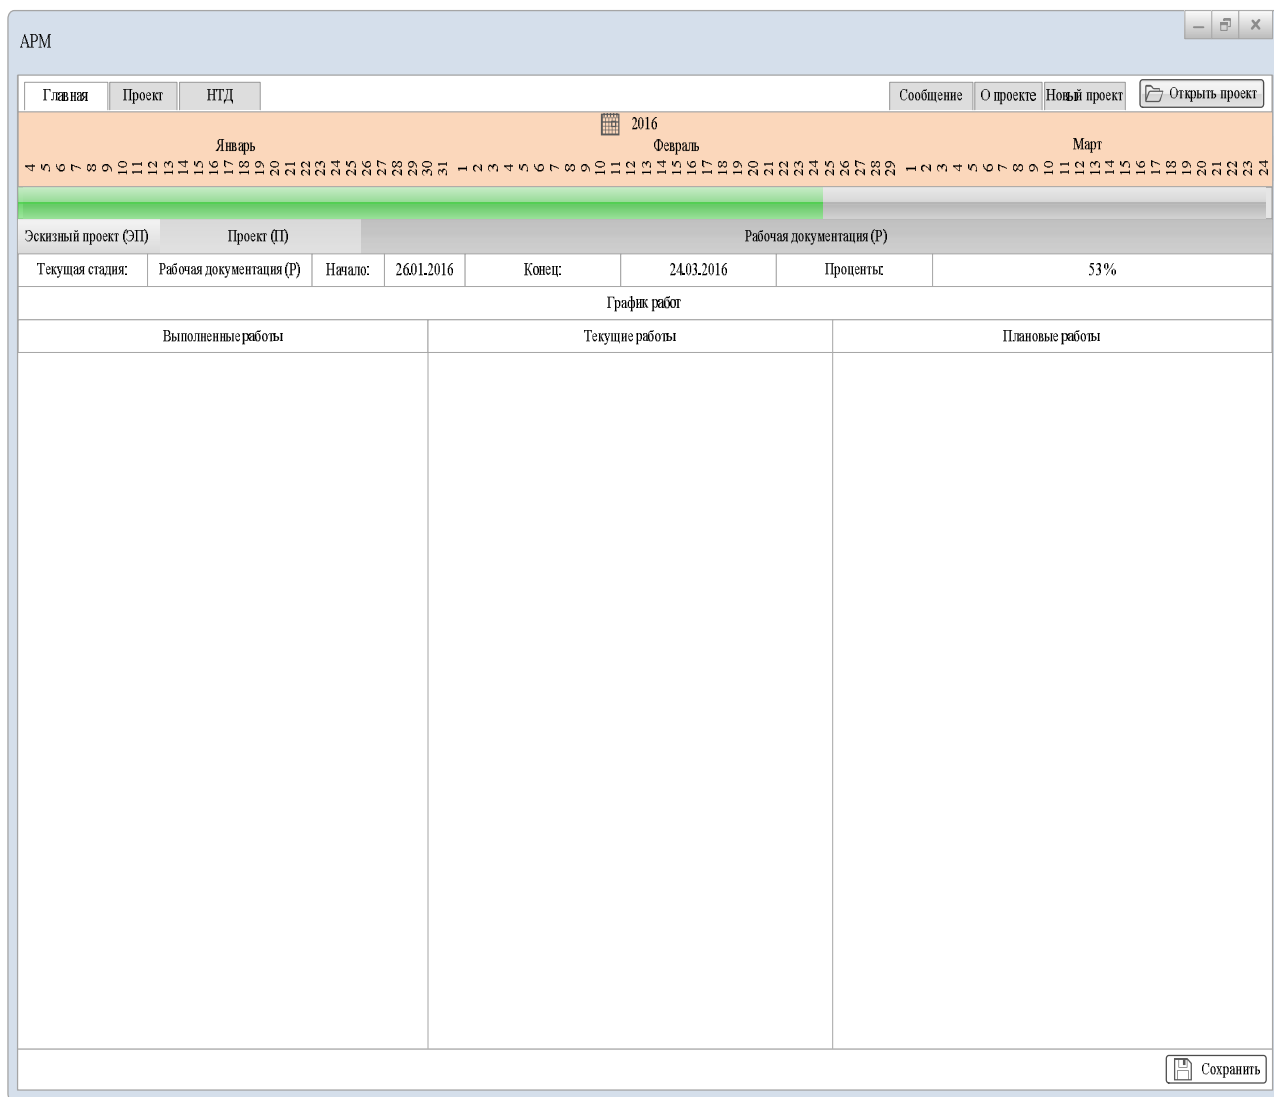 АРМ
Главная Проект НТД Сообщение О проекте Новый проект Открыть проект
2016
Январь Февраль Март
4 5 6 7 8 9 10 11 12 13 14 15 16 17 18 19 20 21 22 23 24 25 26 27 28 29 30 31 1 2 3 4 5 6 7 8 9 10 11 12 13 14 15 16 17 18 19 20 21 22 23 24 25 26 27 28 29 1 2 3 4 5 6 7 8 9 10 11 12 13 14 15 16 17 18 19 20 21 22 23 24
Эскизный проект (ЭП) Проект (П) Рабочая документация (Р)
Текущая стадия: Рабочая документация (Р) Начало: 26.01.2016 Конец: 24.03.2016 Проценты: 53%
График работ
Выполненные работы Текущие работы Плановые работы
Сохранить